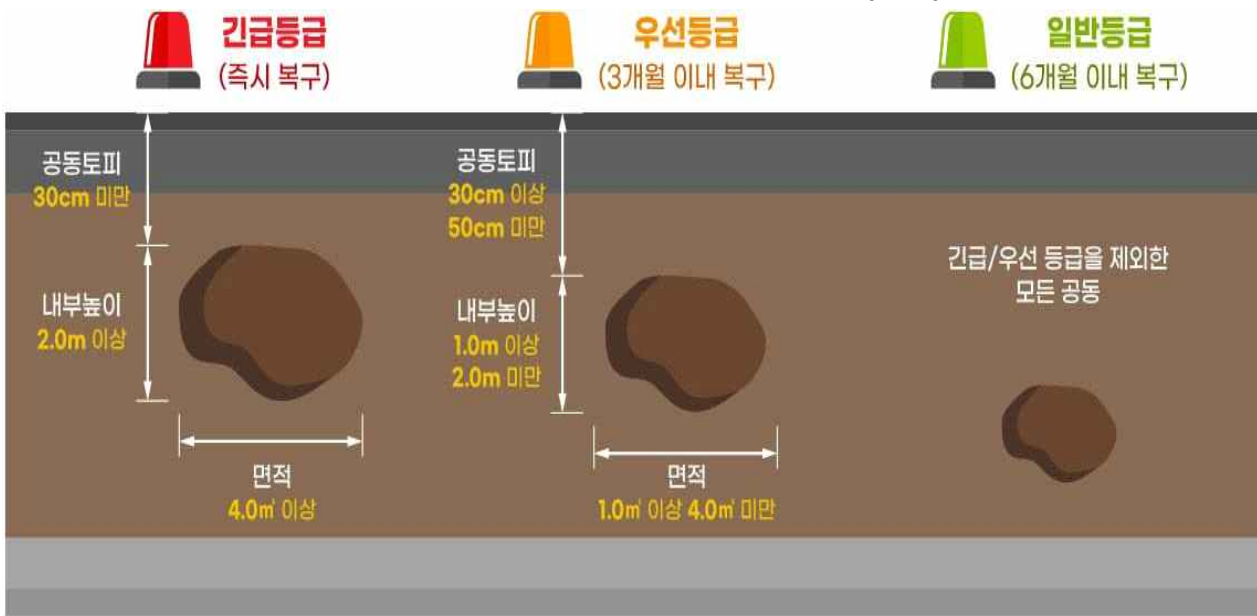 긴급등급
(즉시 복구)
공동토피
30cm 미만
내부높이
2.0m 이상
면적
4.0㎡ 이상
우선등급
(3개월 이내 복구)
공동토피
30cm 이상
50cm 미만
내부높이
1.0m 이상
2.0m 미만
면적
1.0㎡ 이상 4.0㎡ 미만
일반등급
(6개월 이내 복구)
긴급/우선 등급을 제외한
모든 공동